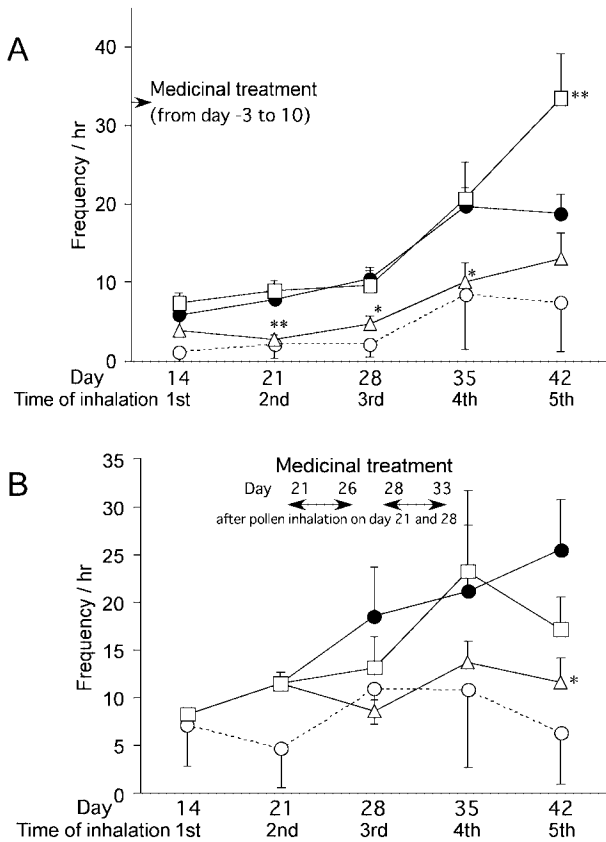 A
40
Medicinal treatment
(from day -3 to 10)
30
20
10
0
Frequency / hr
**
**
*
*
Day 14 21 28 35 42
Time of inhalation 1st 2nd 3rd 4th 5th
B
35
30
25
20
15
10
5
0
Frequency / hr
Medicinal treatment
Day 21 26 28 33
after pollen inhalation on day 21 and 28
*
Day 14 21 28 35 42
Time of inhalation 1st 2nd 3rd 4th 5th